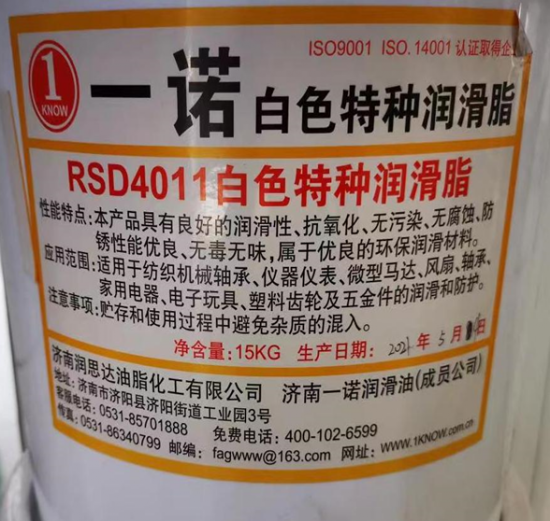 ISO9001 ISO.14001认证取得企
1
KNOW
一诺 白色特种润滑脂
RSD4011白色特种润滑脂
性能特点:本产品具有良好的润滑性、抗氧化、无污染、无腐蚀、防
锈性能优良、无毒无味,属于优良的环保润滑材料。
应用范围:适用于纺织机械轴承、仪器仪表、微型马达、风扇、轴承、
家用电器、电子玩具、塑料齿轮及五金件的润滑和防护。
注意事项:贮存和使用过程中避免杂质的混入。
净含量:15KG 生产日期: 2021年 5月 日
济南润思达油脂化工有限公司 济南一诺润滑油(成员公司)
地址:济南市济阳县济阳街道工业园3号
客服电话:0531-85701888 免费电话:400-102-6599
传真:0531-86340799 邮编: fagwww@163.com 网址:www.1KNOW.com.cn